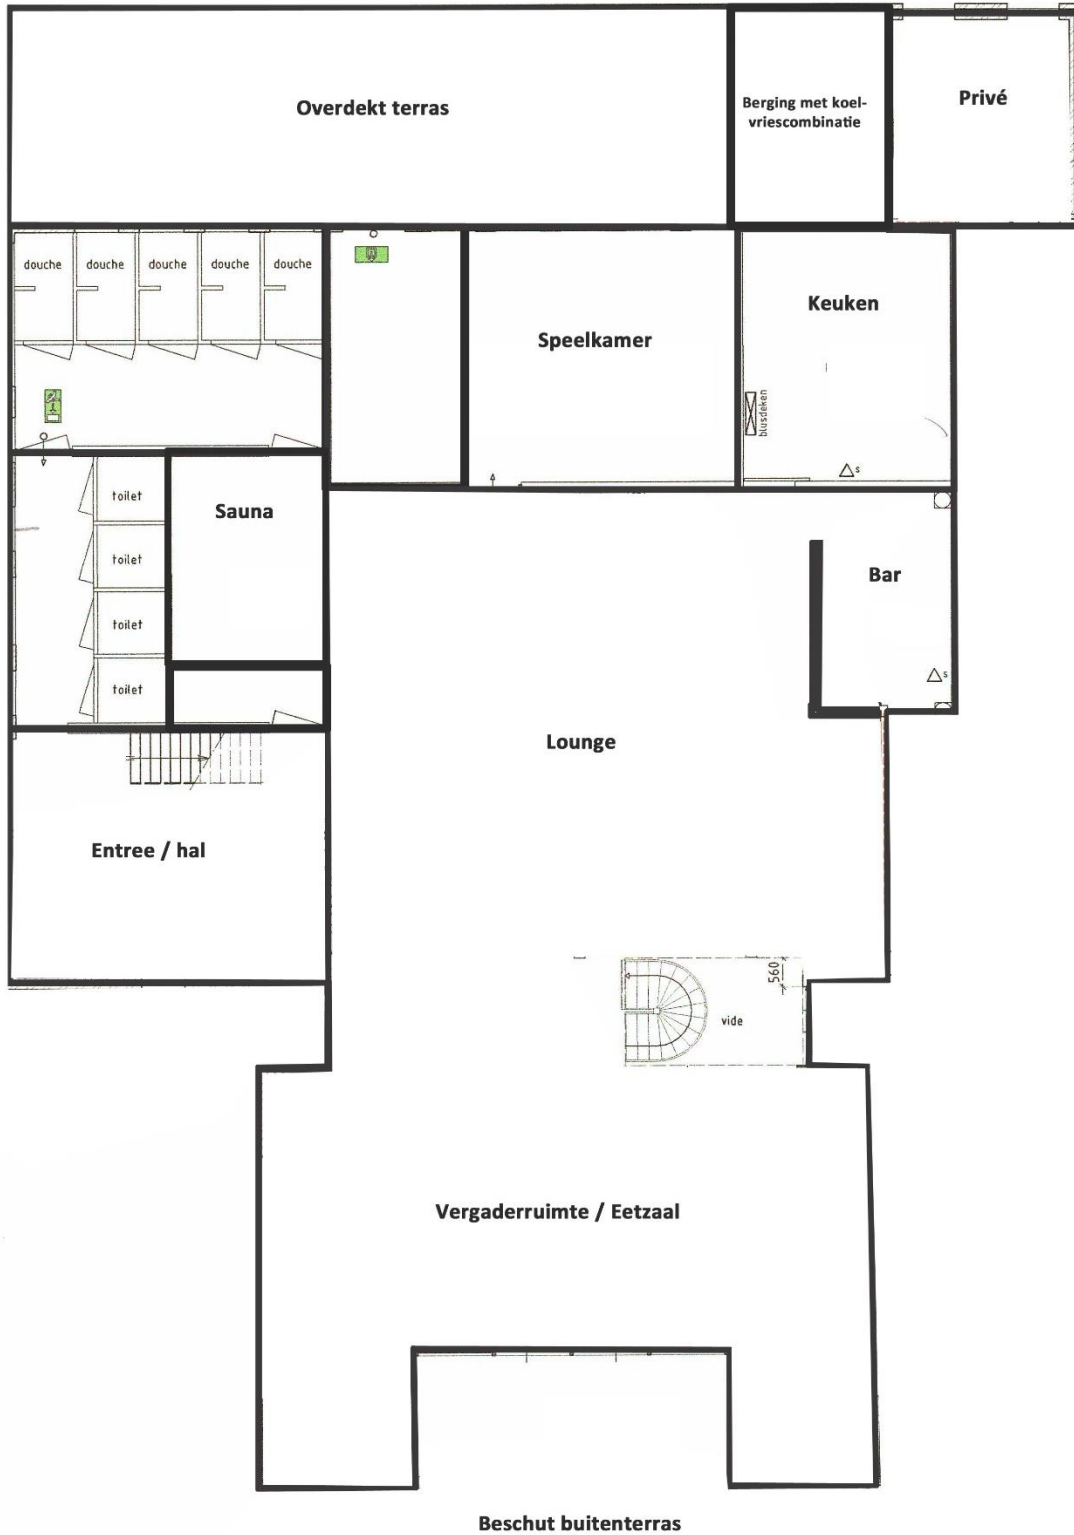 Overdekt terras
Berging met koel-
vriescombinatie
Privé
douche
douche
douche
douche
douche
Speelkamer
Keuken
blusdeken
s
toilet
toilet
toilet
toilet
Sauna
Bar
s
Lounge
Entree / hal
560
vide
Vergaderruimte / Eetzaal
Beschut buitenterras